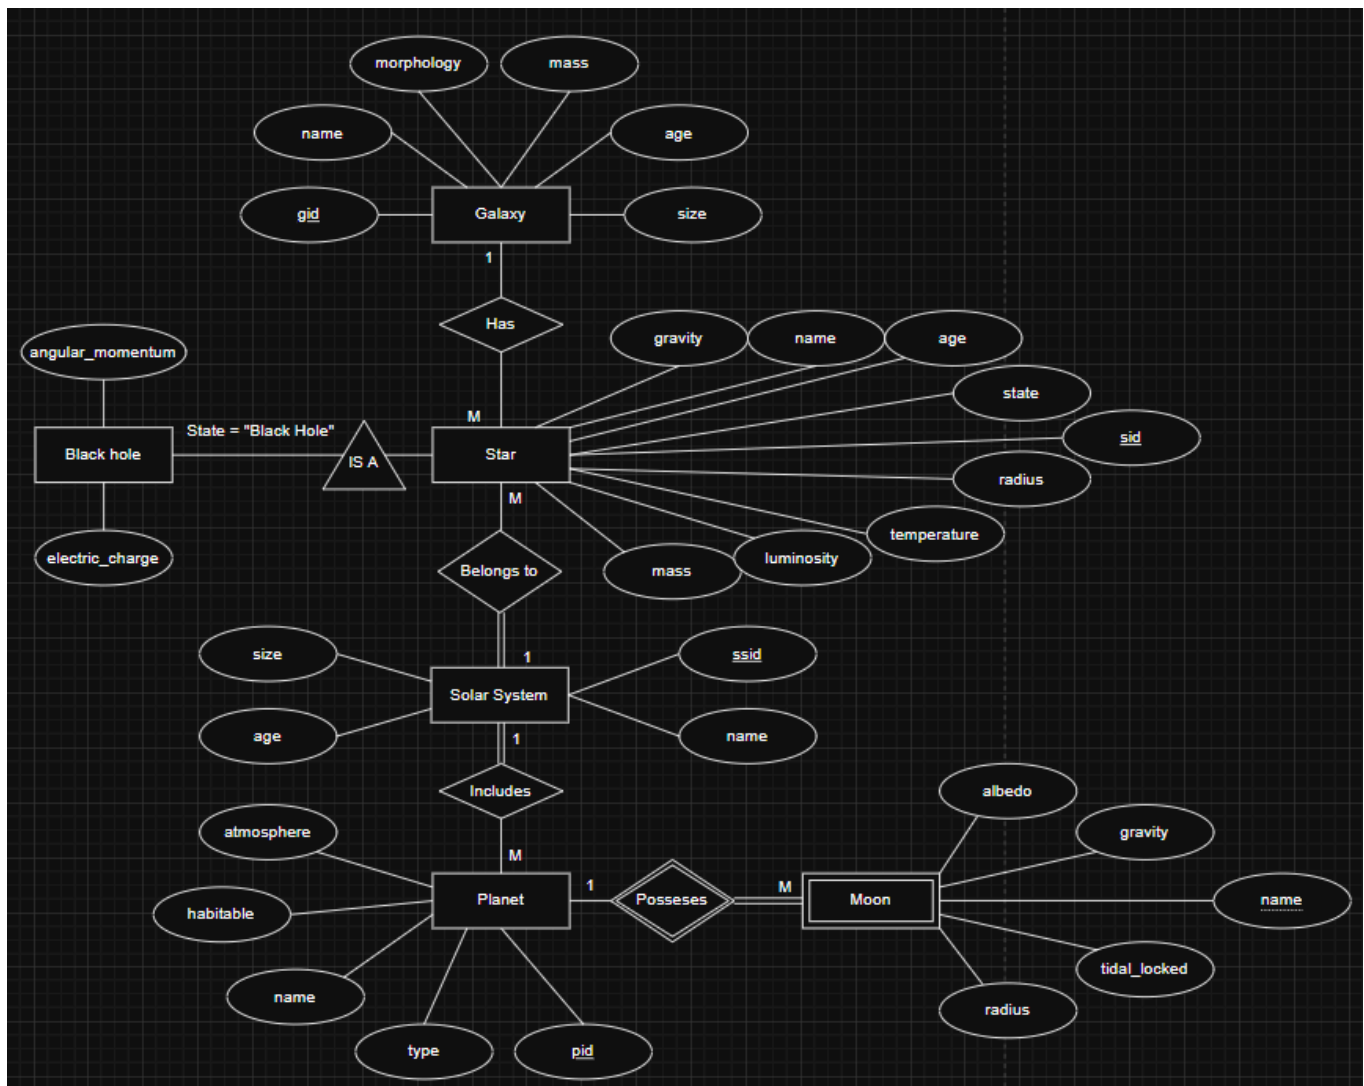 morphology
mass
name
age
gid
Galaxy
size
1
Has
gravity
name
age
angular_momentum
state
M
State = "Black Hole"
sid
Black hole
IS A
Star
radius
M
temperature
electric_charge
Belongs to
mass
luminosity
size
1
ssid
Solar System
age
1
name
Includes
albedo
atmosphere
gravity
M
habitable
Planet
1
Posseses
M
Moon
name
name
tidal_locked
radius
type
pid